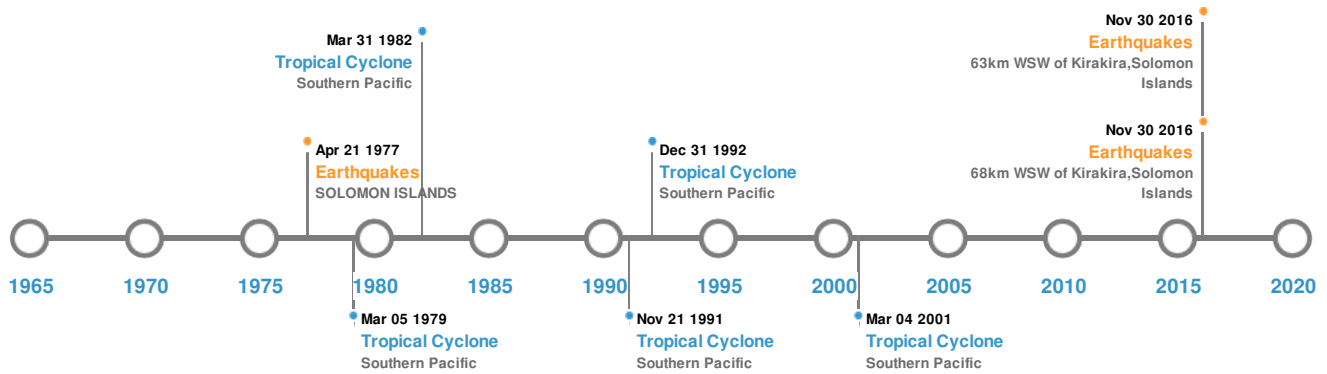 Nov 30 2016
Earthquakes
63km WSW of Kirakira,Solomon
Islands
Mar 31 1982
Tropical Cyclone
Southern Pacific
Nov 30 2016
Earthquakes
68km WSW of Kirakira,Solomon
Islands
Apr 21 1977
Earthquakes
SOLOMON ISLANDS
Dec 31 1992
Tropical Cyclone
Southern Pacific
1965 1970 1975 1980 1985 1990 1995 2000 2005 2010 2015 2020
Mar 05 1979
Tropical Cyclone
Southern Pacific
Nov 21 1991
Tropical Cyclone
Southern Pacific
Mar 04 2001
Tropical Cyclone
Southern Pacific